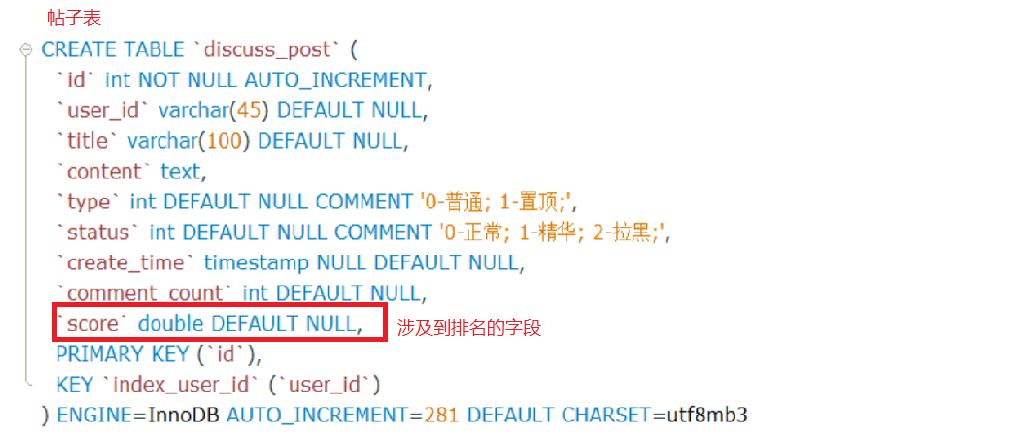 帖子表
CREATE TABLE `discuss_post` (
`id` int NOT NULL AUTO_INCREMENT,
`user_id` varchar(45) DEFAULT NULL,
`title` varchar(100) DEFAULT NULL,
`content` text,
`type` int DEFAULT NULL COMMENT '0-普通; 1-置顶;',
`status` int DEFAULT NULL COMMENT '0-正常; 1-精华; 2-拉黑;',
`create_time` timestamp NULL DEFAULT NULL,
`comment_count` int DEFAULT NULL,
`score` double DEFAULT NULL, 涉及到排名的字段
PRIMARY KEY (`id`),
KEY `index_user_id` (`user_id`)
) ENGINE=InnoDB AUTO_INCREMENT=281 DEFAULT CHARSET=utf8mb3